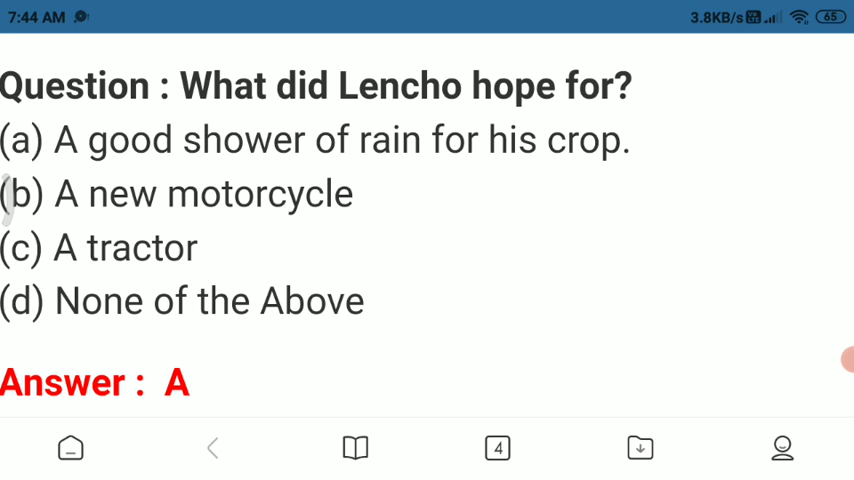 7:44 AM
3.8KB/s 65
Question : What did Lencho hope for?
(a) A good shower of rain for his crop.
(b) A new motorcycle
(c) A tractor
(d) None of the Above
Answer : A
4